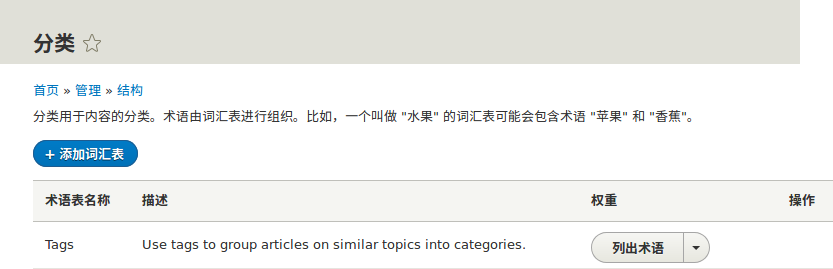 分类
首页 » 管理 » 结构
分类用于内容的分类。术语由词汇表进行组织。比如，一个叫做 "水果" 的词汇表可能会包含术语 "苹果" 和 "香蕉"。
+ 添加词汇表
术语表名称 描述 权重 操作
Tags Use tags to group articles on similar topics into categories. 列出术语